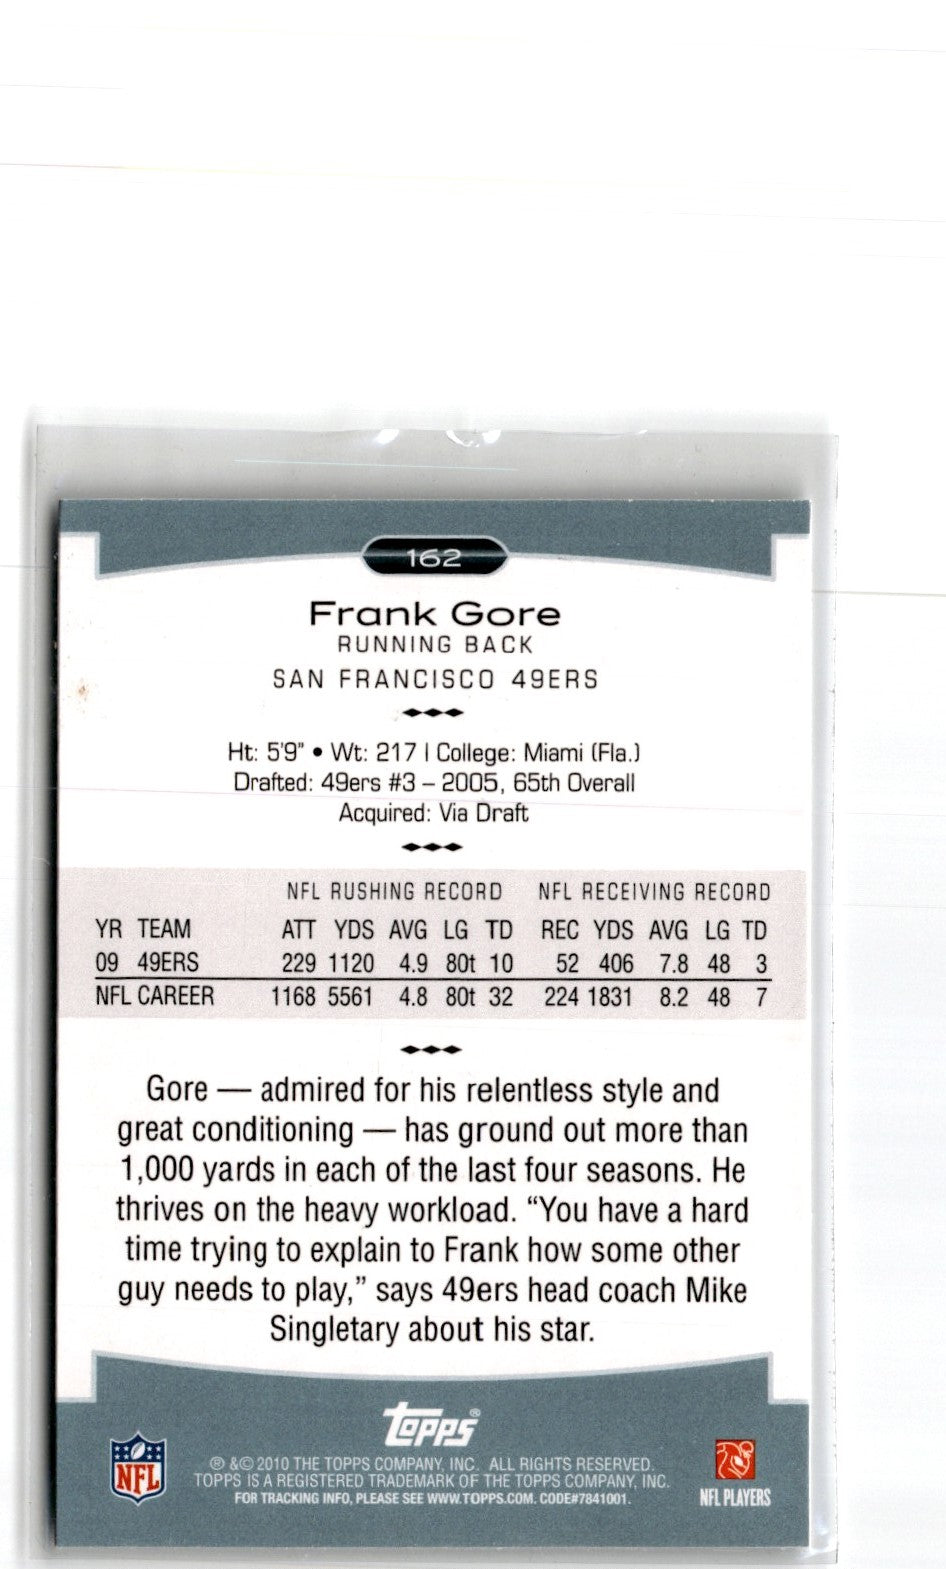 162
Frank Gore
RUNNING BACK
SAN FRANCISCO 49ERS
Ht: 5'9" • Wt: 217 | College: Miami (Fla.)
Drafted: 49ers #3 – 2005, 65th Overall
Acquired: Via Draft
NFL RUSHING RECORD NFL RECEIVING RECORD
YR TEAM ATT YDS AVG LG TD REC YDS AVG LG TD
09 49ERS 229 1120 4.9 80t 10 52 406 7.8 48 3
NFL CAREER 1168 5561 4.8 80t 32 224 1831 8.2 48 7
Gore — admired for his relentless style and
great conditioning — has ground out more than
1,000 yards in each of the last four seasons. He
thrives on the heavy workload. “You have a hard
time trying to explain to Frank how some other
guy needs to play,” says 49ers head coach Mike
Singletary about his star.
Topps®
® &© 2010 THE TOPPS COMPANY, INC. ALL RIGHTS RESERVED.
TOPPS IS A REGISTERED TRADEMARK OF THE TOPPS COMPANY, INC.
FOR TRACKING INFO, PLEASE SEE WWW.TOPPS.COM. CODE#7841001.
NFL
NFL PLAYERS